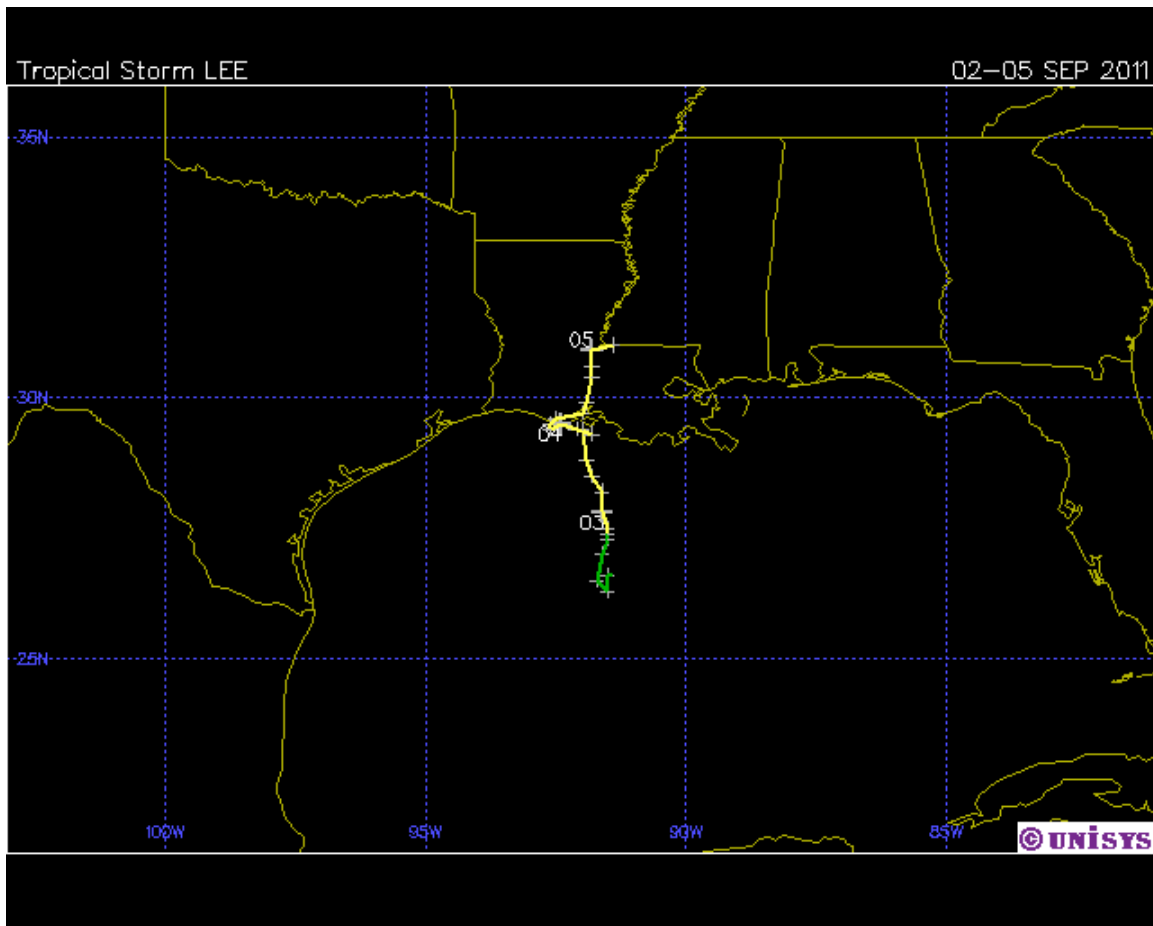 Tropical Storm LEE
02-05 SEP 2011
35N
05
30N
04
03
25N
100W
95W
90W
85W
© UNISYS